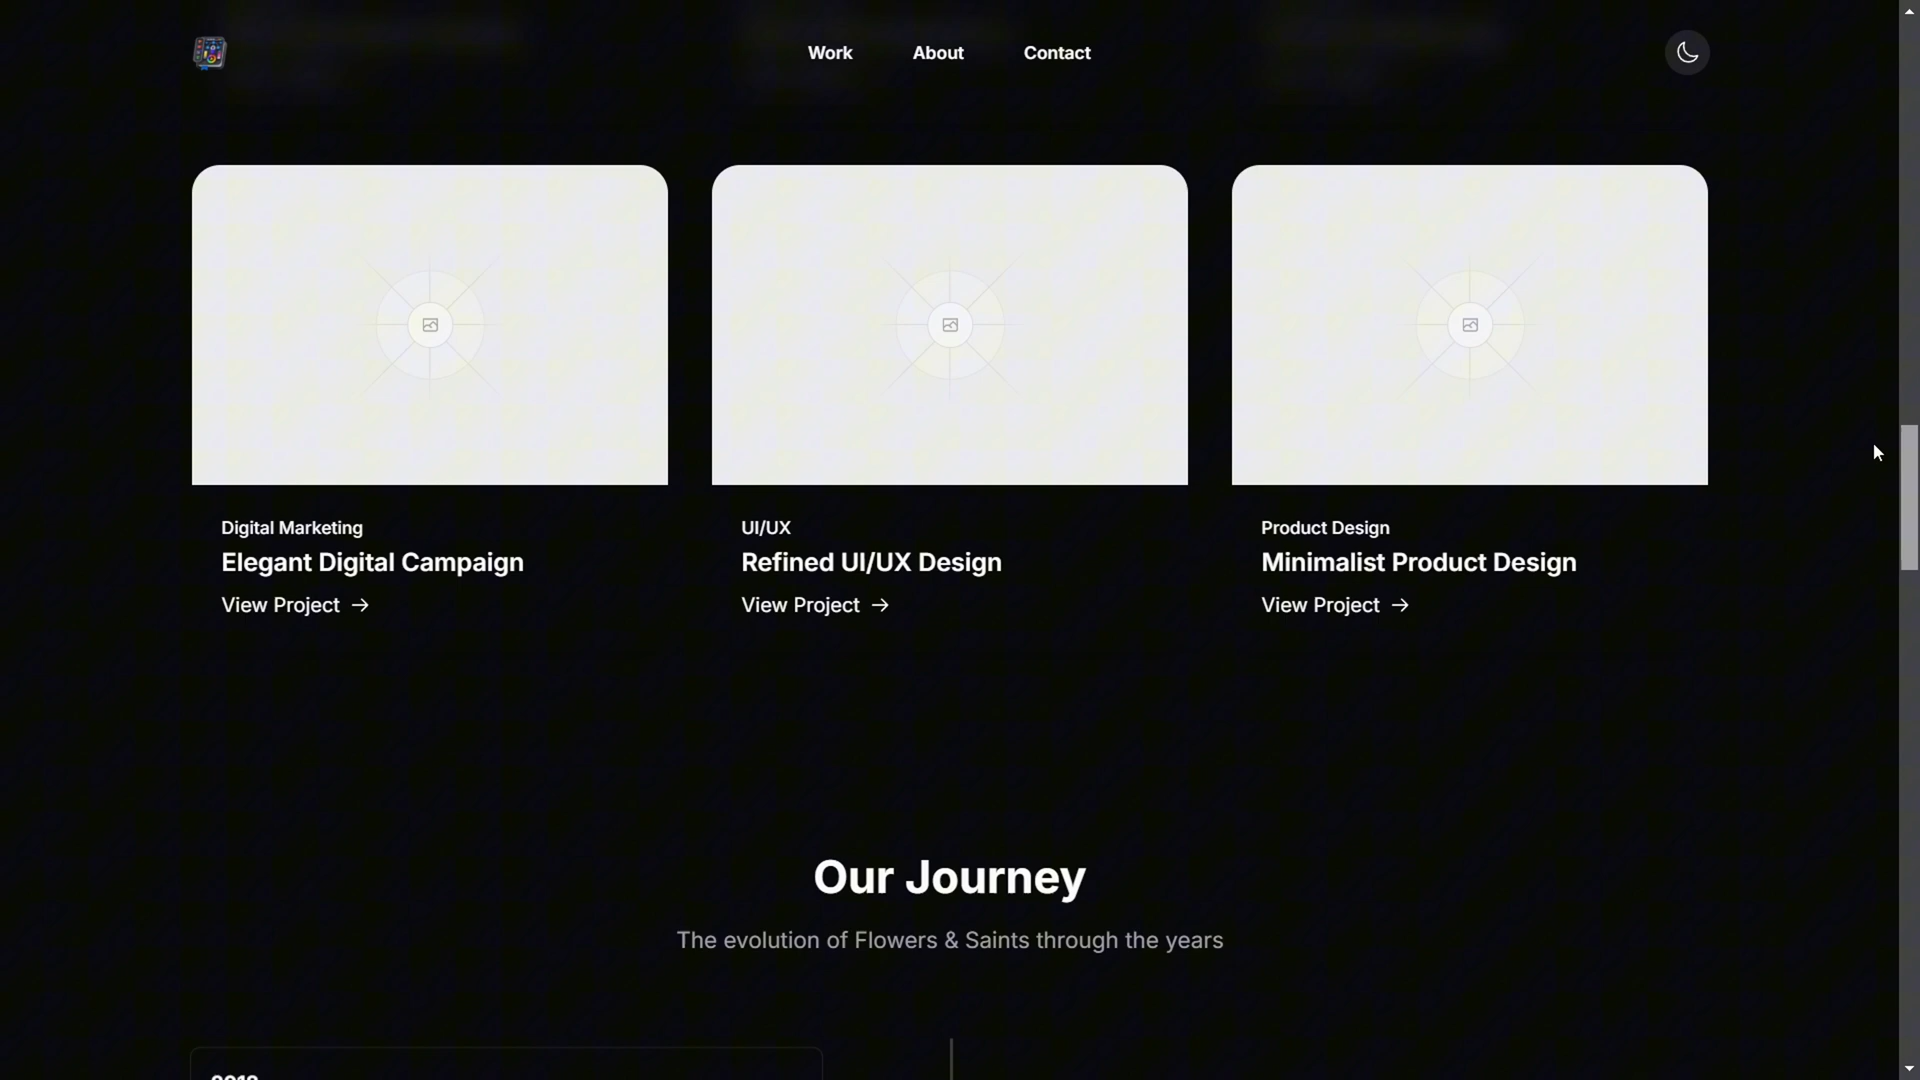 Work About Contact
Digital Marketing
Elegant Digital Campaign
View Project →
UI/UX
Refined UI/UX Design
View Project →
Product Design
Minimalist Product Design
View Project →
Our Journey
The evolution of Flowers & Saints through the years